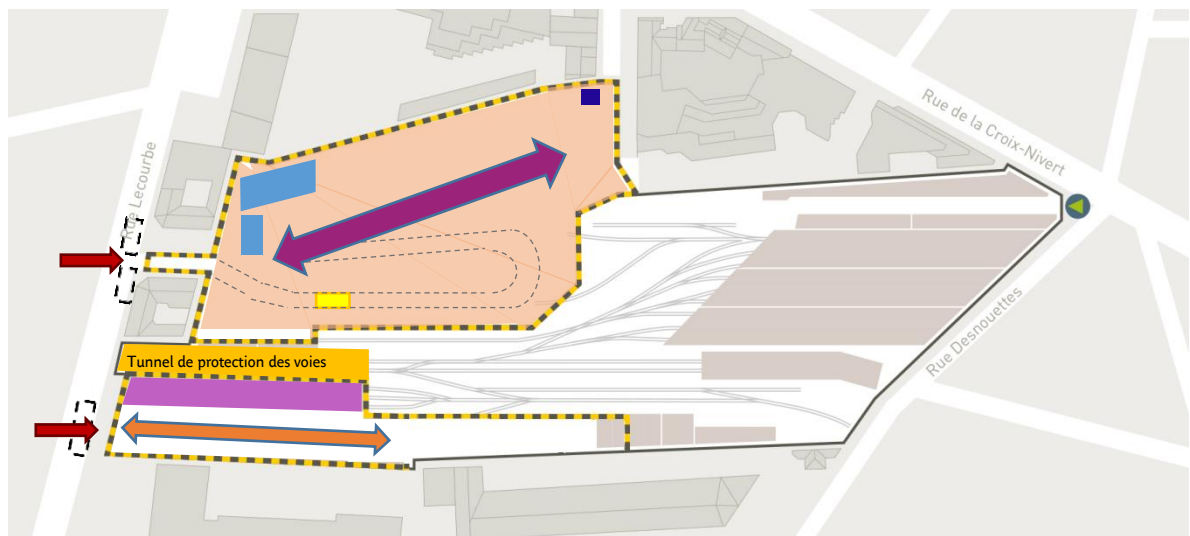 Rue de la Croix-Nivert
Rue Lecourbe
Rue Desnouettes
Tunnel de protection des voies